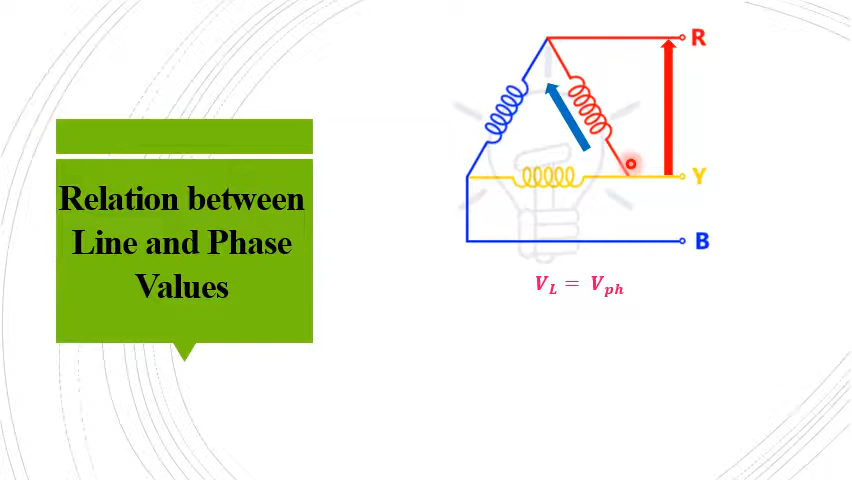 Relation between
Line and Phase
Values
R
Y
B
V_L = V_ph